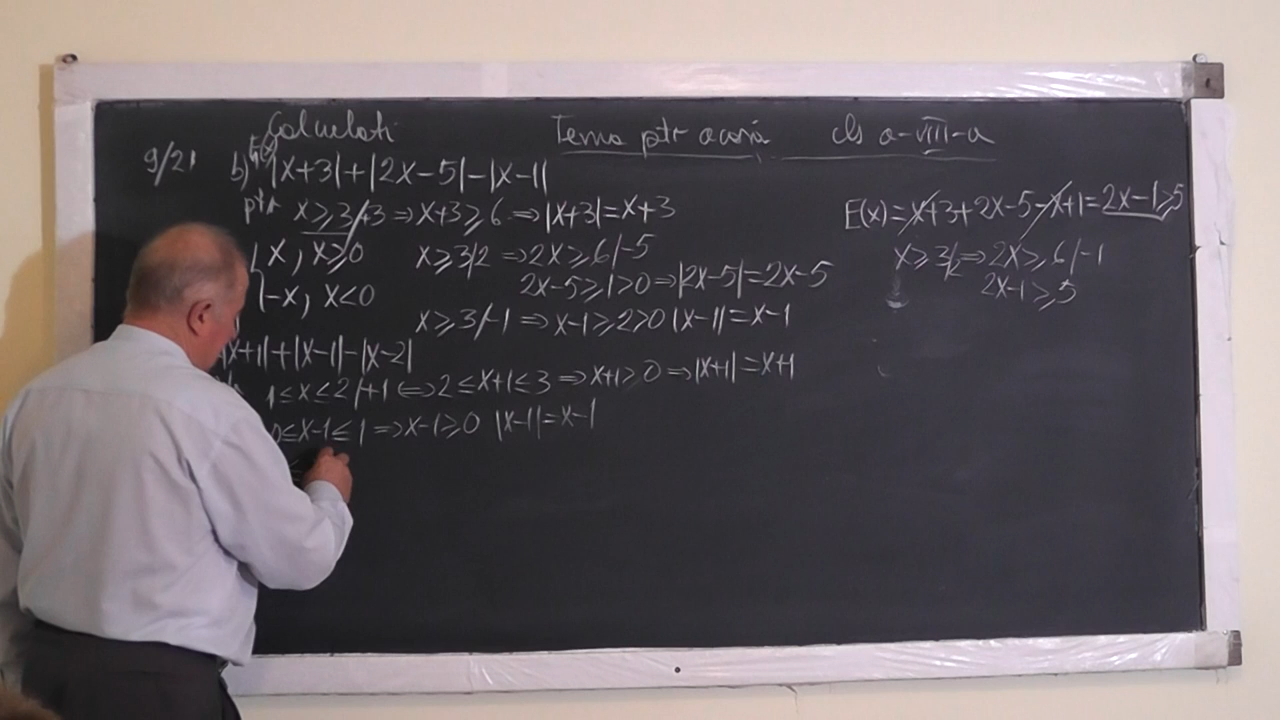 Calculati
Tema ptr acasă cls a-VIII-a
9/21
b) |x+3|+|2x-5|-|x-1|
ptr x≥3/+3 ⇒ x+3≥6 ⇒ |x+3|=x+3
x, x≥0
-x, x<0
x≥3/2 ⇒ 2x≥6/-5
2x-5≥1>0 ⇒ |2x-5|=2x-5
x≥3/-1 ⇒ x-1≥2>0 |x-1|=x-1
|x+1|+|x-1|-|x-2|
1≤x≤2/+1 ⇔ 2≤x+1≤3 ⇒ x+1>0 ⇒ |x+1|=x+1
0≤x-1≤1 ⇒ x-1≥0 |x-1|=x-1
E(x)=x+3+2x-5-x+1=2x-1≥5
x≥3/2 ⇒ 2x≥6/-1
2x-1≥5